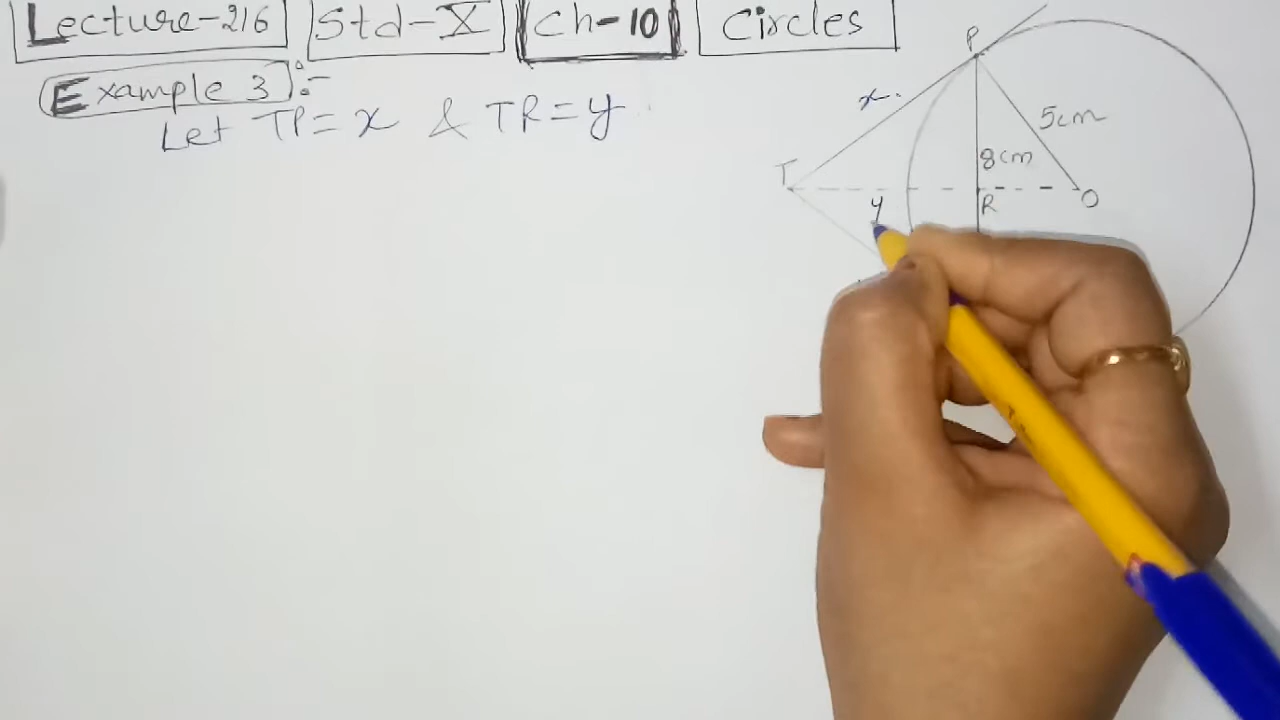 Lecture-216 Std-X Ch-10 Circles
Example 3:-
Let TP = x & TR = y
P
x.
5cm
8cm
T
y
R
O